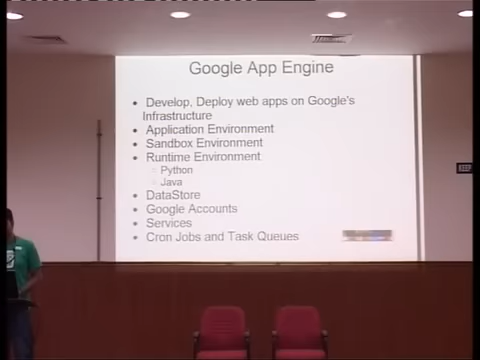 Google App Engine
• Develop, Deploy web apps on Google's
Infrastructure
• Application Environment
• Sandbox Environment
• Runtime Environment
○ Python
○ Java
• DataStore
• Google Accounts
• Services
• Cron Jobs and Task Queues